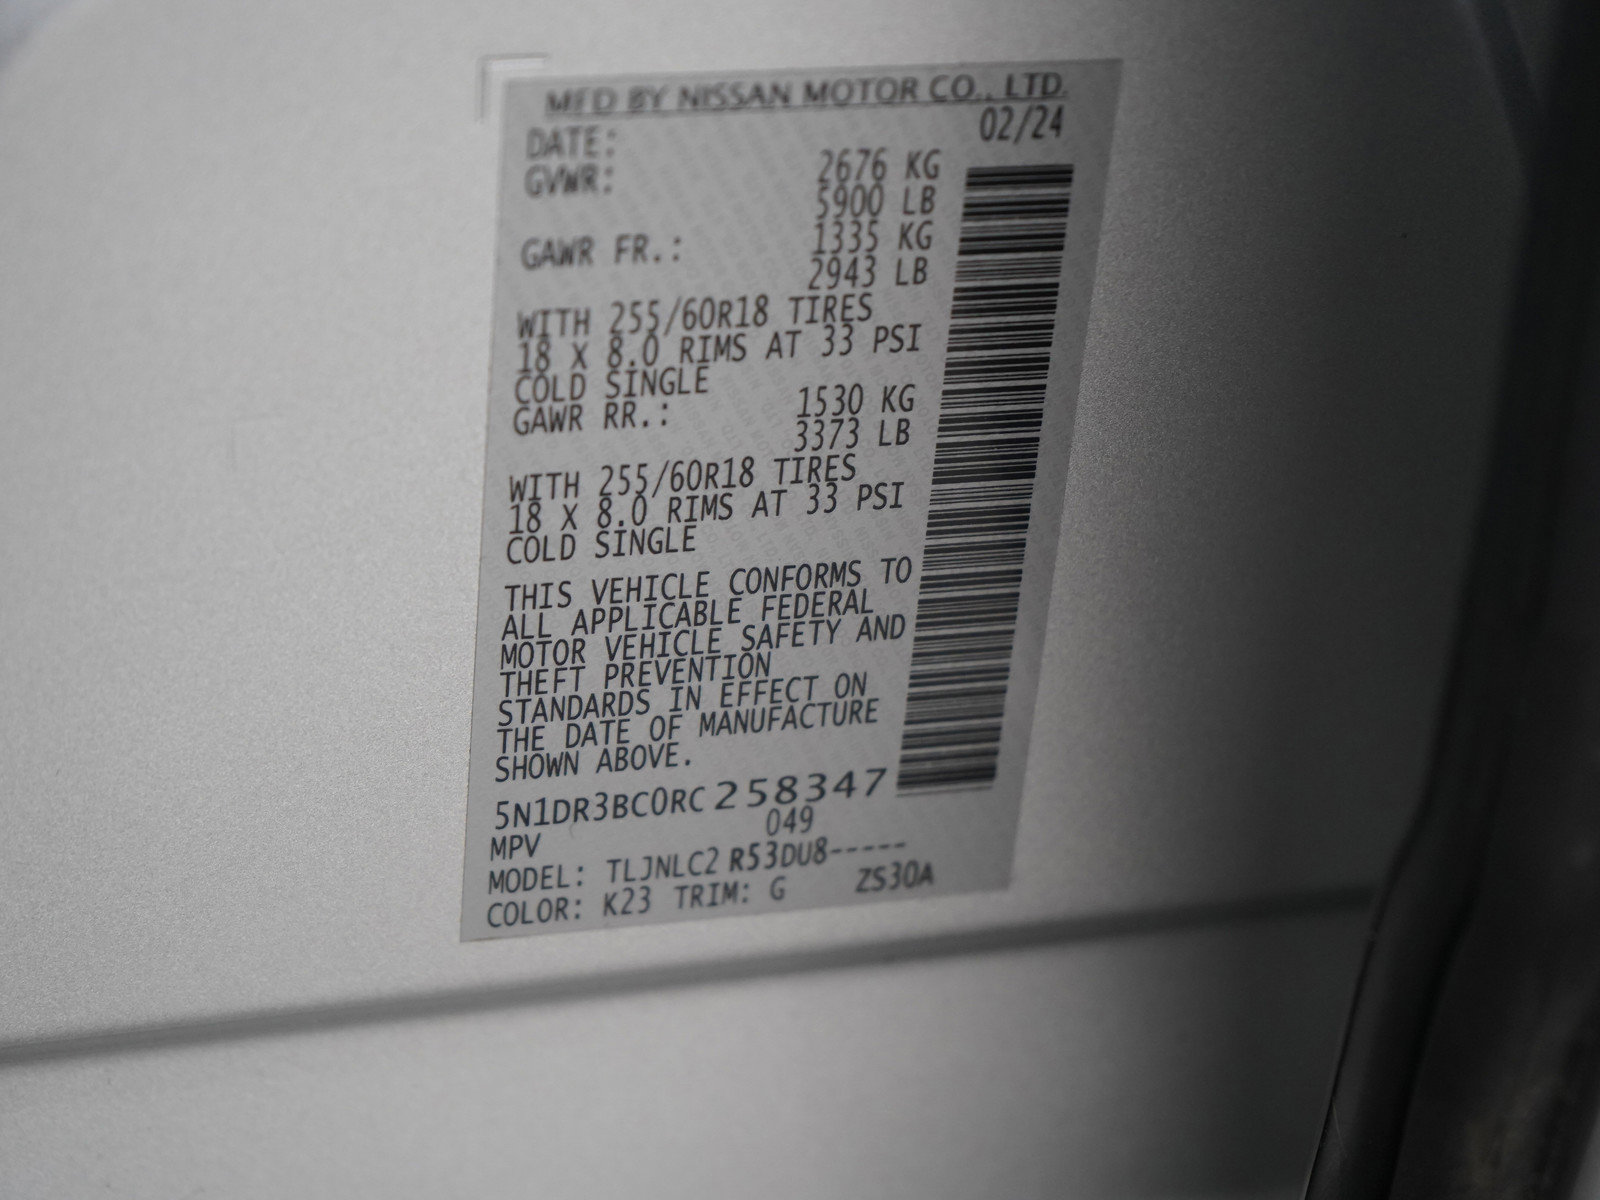 MFD BY NISSAN MOTOR CO., LTD.
DATE: 02/24
GVWR: 2676 KG
5900 LB
GAWR FR.: 1335 KG
2943 LB
WITH 255/60R18 TIRES
18 X 8.0 RIMS AT 33 PSI
COLD SINGLE
GAWR RR.: 1530 KG
3373 LB
WITH 255/60R18 TIRES
18 X 8.0 RIMS AT 33 PSI
COLD SINGLE
THIS VEHICLE CONFORMS TO
ALL APPLICABLE FEDERAL
MOTOR VEHICLE SAFETY AND
THEFT PREVENTION
STANDARDS IN EFFECT ON
THE DATE OF MANUFACTURE
SHOWN ABOVE.
5N1DR3BC0RC258347
MPV 049
MODEL: TLJNLC2 R53DU8-----
COLOR: K23 TRIM: G ZS30A